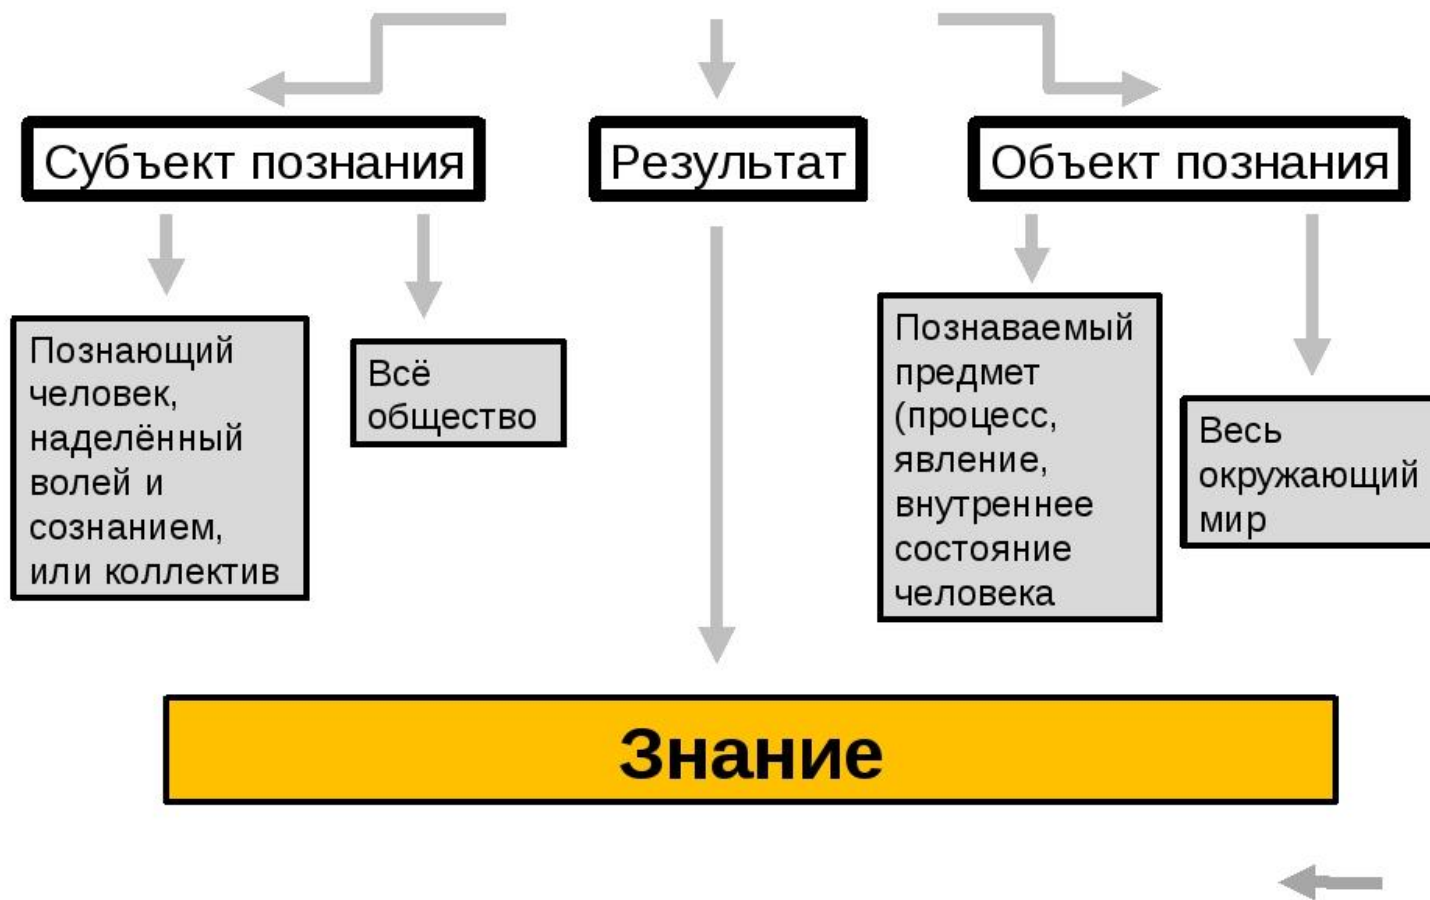 Субъект познания
Результат
Объект познания
Познающий
человек,
наделённый
волей и
сознанием,
или коллектив
Всё
общество
Познаваемый
предмет
(процесс,
явление,
внутреннее
состояние
человека
Весь
окружающий
мир
Знание